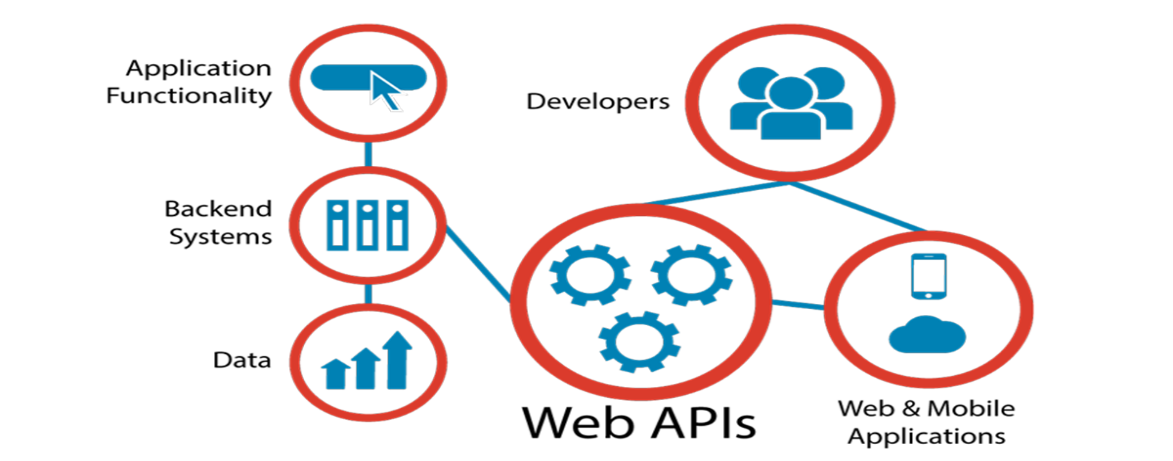 Application
Functionality
Developers
Backend
Systems
Data
Web APIs
Web & Mobile
Applications